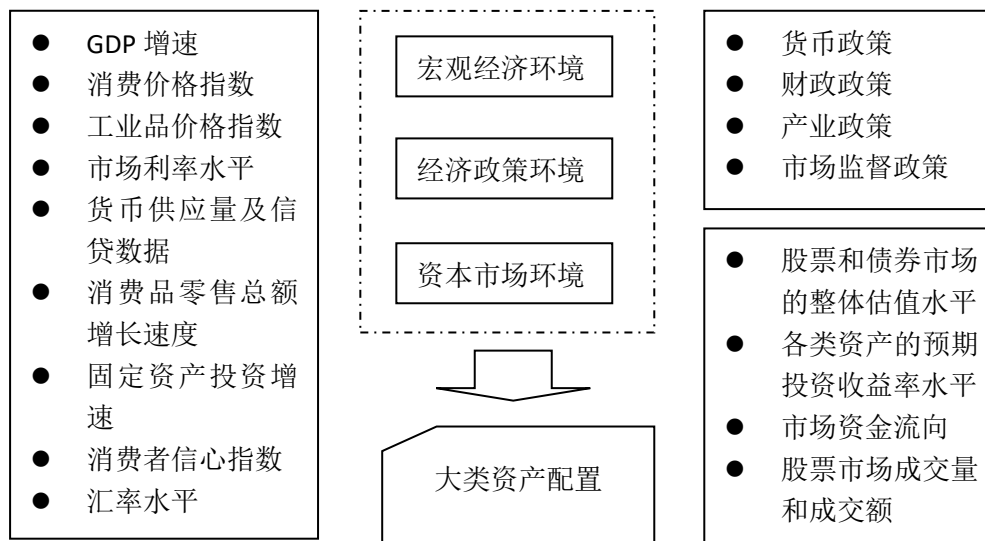 ● GDP 增速
● 消费价格指数
● 工业品价格指数
● 市场利率水平
● 货币供应量及信
贷数据
● 消费品零售总额
增长速度
● 固定资产投资增
速
● 消费者信心指数
● 汇率水平
宏观经济环境
经济政策环境
资本市场环境
大类资产配置
● 货币政策
● 财政政策
● 产业政策
● 市场监督政策
● 股票和债券市场
的整体估值水平
● 各类资产的预期
投资收益率水平
● 市场资金流向
● 股票市场成交量
和成交额